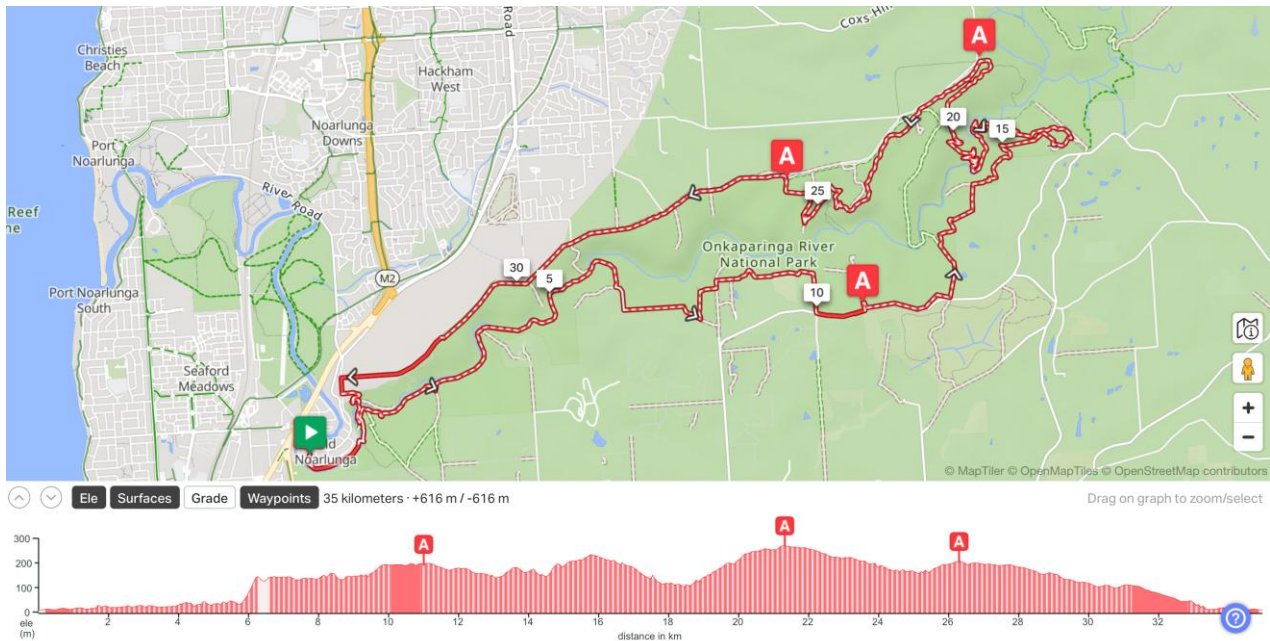 Coxs Hi
Christies
Beach
Road
Hackham
West
A
Noarlunga
Downs
20
15
Port
Noarlunga
A
25
River Road
Reef
ne
Onkaparinga River
National Park
M2
30
5
A
10
Port Noarlunga
South
Seaford
Meadows
ld
Noarlunga
+
−
© MapTiler © OpenMapTiles © OpenStreetMap contributors
Ele Surfaces Grade Waypoints 35 kilometers · +616 m / -616 m Drag on graph to zoom/select
A A A
300
200
100
0
ele
(m)
2 4 6 8 10 12 14 16 18 20 22 24 26 28 30 32
distance in km
?